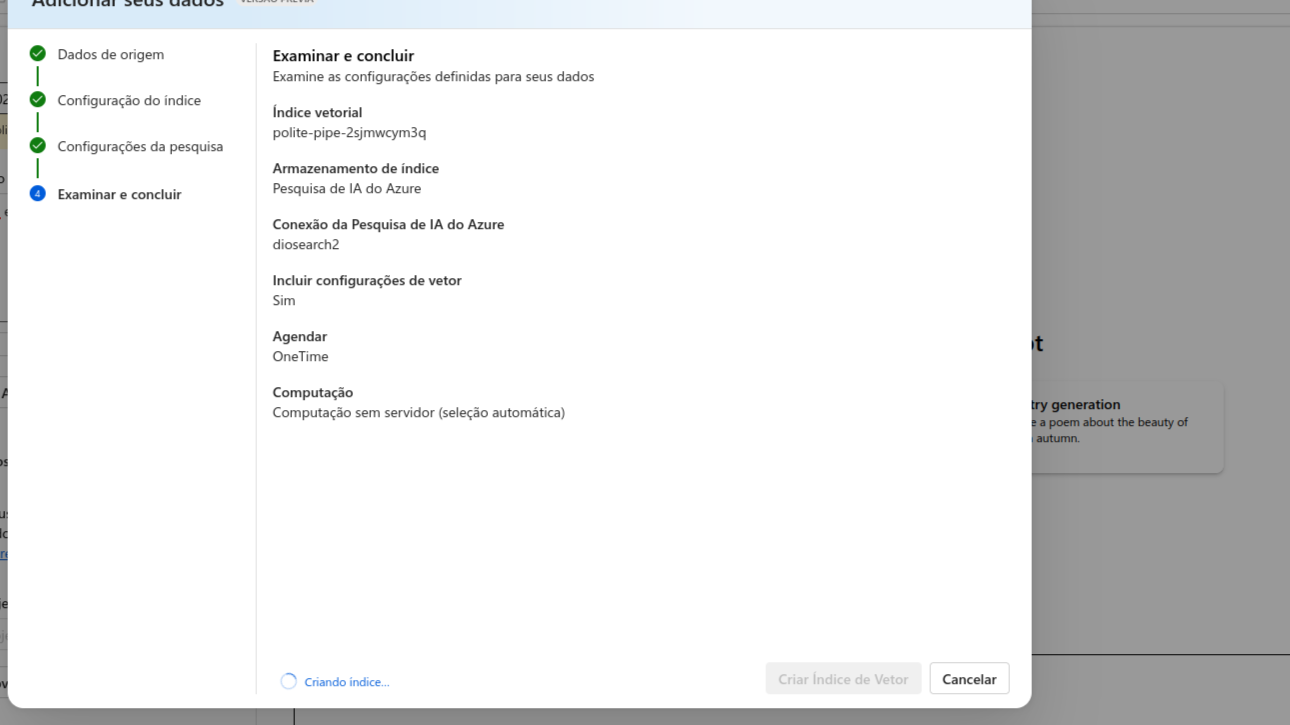 Adicionar seus dados VERSÃO PRÉVIA
Dados de origem
Configuração do índice
Configurações da pesquisa
4 Examinar e concluir
Examinar e concluir
Examine as configurações definidas para seus dados
Índice vetorial
polite-pipe-2sjmwcym3q
Armazenamento de índice
Pesquisa de IA do Azure
Conexão da Pesquisa de IA do Azure
diosearch2
Incluir configurações de vetor
Sim
Agendar
OneTime
Computação
Computação sem servidor (seleção automática)
Criando índice...
Criar Índice de Vetor
Cancelar
try generation
a poem about the beauty of
autumn.